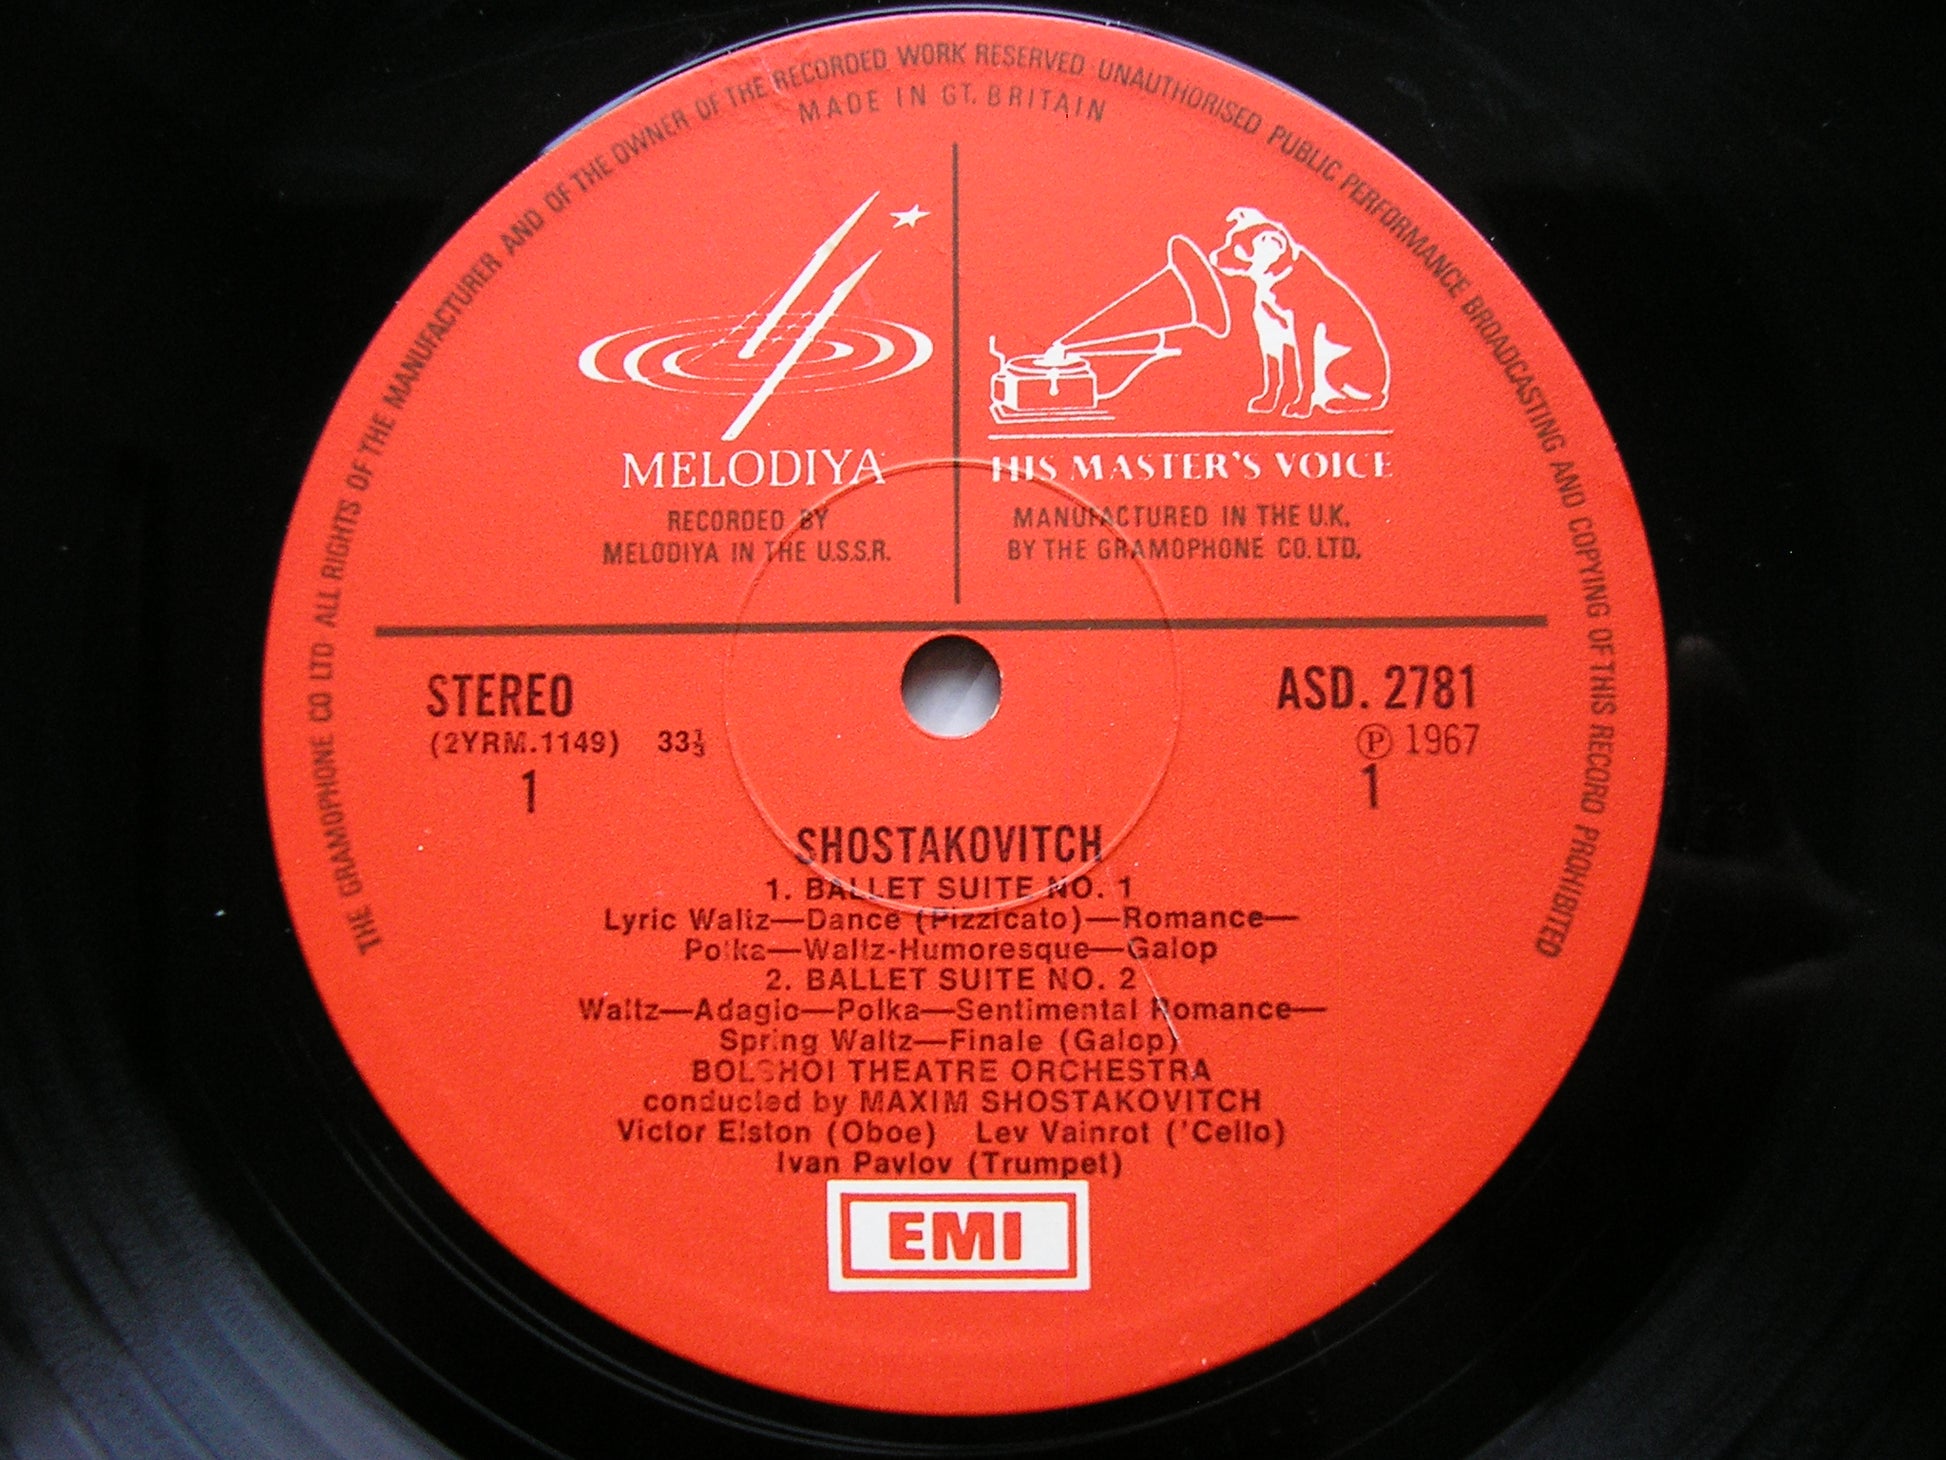 THE GRAMOPHONE CO LTD ALL RIGHTS OF THE MANUFACTURER AND OF THE OWNER OF THE RECORDED WORK RESERVED UNAUTHORISED PUBLIC PERFORMANCE BROADCASTING AND COPYING OF THIS RECORD PROHIBITED
MADE IN GT. BRITAIN
MELODIYA
RECORDED BY
MELODIYA IN THE U.S.S.R.
HIS MASTER'S VOICE
MANUFACTURED IN THE U.K.
BY THE GRAMOPHONE CO. LTD.
STEREO
(2YRM.1149) 33⅓
1
ASD. 2781
℗ 1967
1
SHOSTAKOVITCH
1. BALLET SUITE NO. 1
Lyric Waltz—Dance (Pizzicato)—Romance—
Polka—Waltz-Humoresque—Galop
2. BALLET SUITE NO. 2
Waltz—Adagio—Polka—Sentimental Romance—
Spring Waltz—Finale (Galop)
BOLSHOI THEATRE ORCHESTRA
conducted by MAXIM SHOSTAKOVITCH
Victor Elston (Oboe) Lev Vainrot ('Cello)
Ivan Pavlov (Trumpet)
EMI